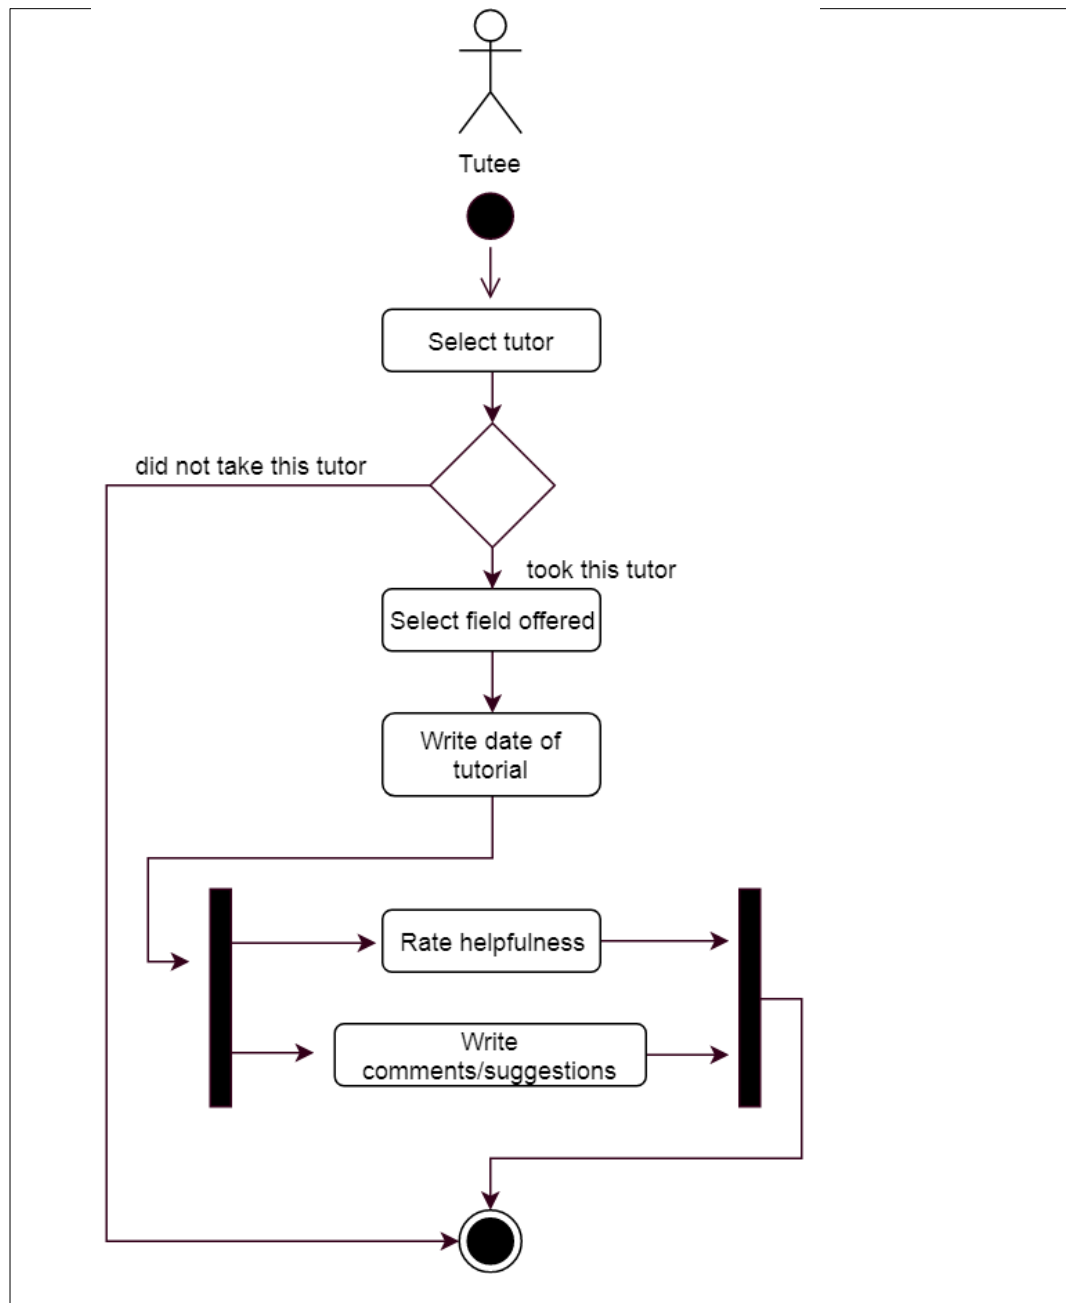 Tutee
Select tutor
did not take this tutor
took this tutor
Select field offered
Write date of
tutorial
Rate helpfulness
Write
comments/suggestions